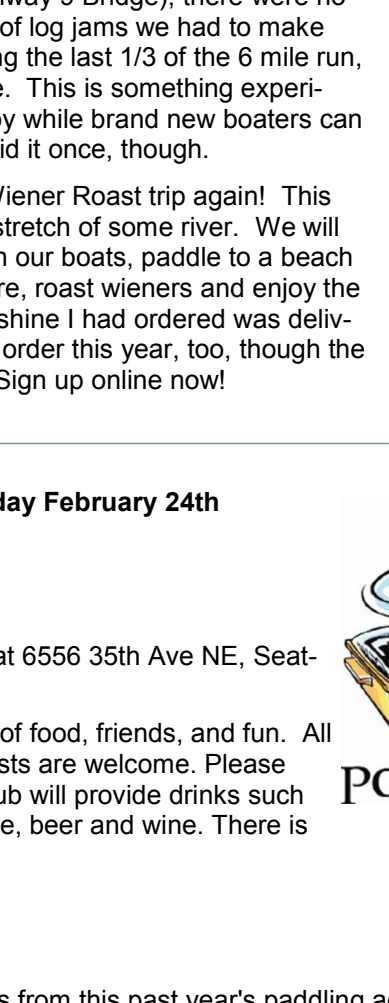 way 9 Bridge), there were no
of log jams we had to make
ng the last 1/3 of the 6 mile run,
e. This is something experi-
oy while brand new boaters can
id it once, though.
Wiener Roast trip again! This
stretch of some river. We will
n our boats, paddle to a beach
re, roast wieners and enjoy the
shine I had ordered was deliv-
order this year, too, though the
Sign up online now!
day February 24th
at 6556 35th Ave NE, Seat-
of food, friends, and fun. All
sts are welcome. Please
ub will provide drinks such
e, beer and wine. There is
PO
s from this past year's paddling a